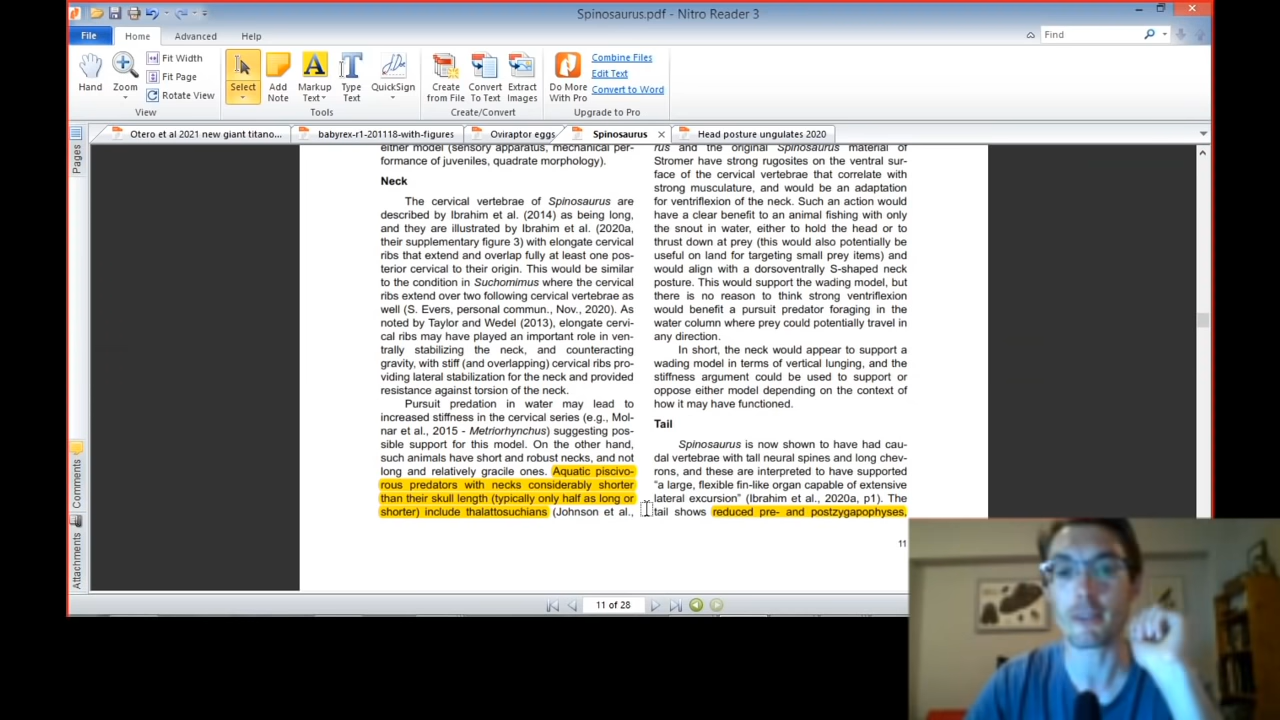 Spinosaurus.pdf - Nitro Reader 3
File
Home
Advanced
Help
Find
Hand
Zoom
Fit Width
Fit Page
Rotate View
View
Select
Add
Note
Markup
Text
Type
Text
QuickSign
Tools
Create
from File
Convert
To Text
Extract
Images
Create/Convert
Do More
With Pro
Combine Files
Edit Text
Convert to Word
Upgrade to Pro
Otero et al 2021 new giant titano...
babyrex-r1-201118-with-figures
Oviraptor eggs
Spinosaurus
Head posture ungulates 2020
Pages
Comments
Attachments
either model (sensory apparatus, mechanical per-
formance of juveniles, quadrate morphology).
Neck
The cervical vertebrae of Spinosaurus are
described by Ibrahim et al. (2014) as being long,
and they are illustrated by Ibrahim et al. (2020a,
their supplementary figure 3) with elongate cervical
ribs that extend and overlap fully at least one pos-
terior cervical to their origin. This would be similar
to the condition in Suchomimus where the cervical
ribs extend over two following cervical vertebrae as
well (S. Evers, personal commun., Nov., 2020). As
noted by Taylor and Wedel (2013), elongate cervi-
cal ribs may have played an important role in ven-
trally stabilizing the neck, and counteracting
gravity, with stiff (and overlapping) cervical ribs pro-
viding lateral stabilization for the neck and provided
resistance against torsion of the neck.
Pursuit predation in water may lead to
increased stiffness in the cervical series (e.g., Mol-
nar et al., 2015 - Metriorhynchus) suggesting pos-
sible support for this model. On the other hand,
such animals have short and robust necks, and not
long and relatively gracile ones. Aquatic piscivo-
rous predators with necks considerably shorter
than their skull length (typically only half as long or
shorter) include thalattosuchians (Johnson et al.,
rus and the original Spinosaurus material of
Stromer have strong rugosites on the ventral sur-
face of the cervical vertebrae that correlate with
strong musculature, and would be an adaptation
for ventriflexion of the neck. Such an action would
have a clear benefit to an animal fishing with only
the snout in water, either to hold the head or to
thrust down at prey (this would also potentially be
useful on land for targeting small prey items) and
would align with a dorsoventrally S-shaped neck
posture. This would support the wading model, but
there is no reason to think strong ventriflexion
would benefit a pursuit predator foraging in the
water column where prey could potentially travel in
any direction.
In short, the neck would appear to support a
wading model in terms of vertical lunging, and the
stiffness argument could be used to support or
oppose either model depending on the context of
how it may have functioned.
Tail
Spinosaurus is now shown to have had cau-
dal vertebrae with tall neural spines and long chev-
rons, and these are interpreted to have supported
“a large, flexible fin-like organ capable of extensive
lateral excursion” (Ibrahim et al., 2020a, p1). The
tail shows reduced pre- and postzygapophyses,
11
11 of 28